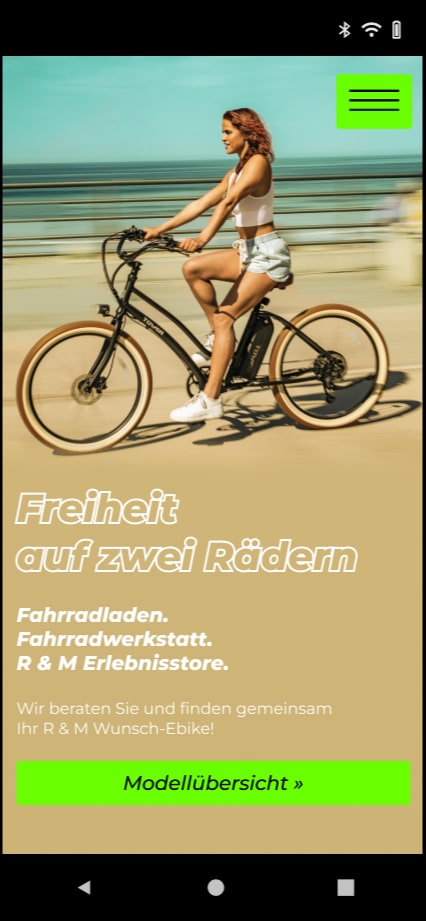 Freiheit
auf zwei Rädern
Fahrradladen.
Fahrradwerkstatt.
R & M Erlebnisstore.
Wir beraten Sie und finden gemeinsam
Ihr R & M Wunsch-Ebike!
Modellübersicht »